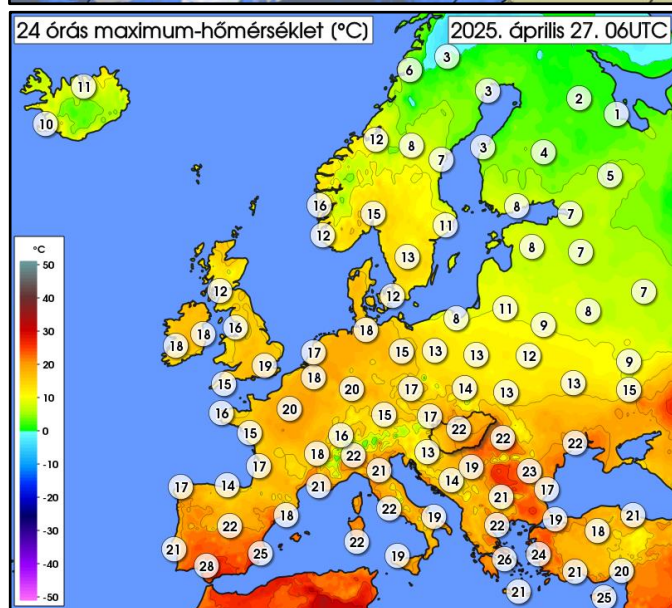 24 órás maximum-hőmérséklet (°C) 2025. április 27. 06UTC
6 3
11 3 2
10 1
12 8 7 3 4
5
16 15 8 7
12 11
13 8 7
12 12 7
18 18 16 18 8 11 9 8
19 17 15 13 13 12 9
15 18 20 17 14 13 13 15
16 20 15 17
15 16 22 22 22
17 18 22 13 19 23
17 14 21 21 14 21 17
22 18 22 19 22 19 18 21
21 28 25 22 19 26 24 21 20
21 25
°C
50
40
30
20
10
0
-10
-20
-30
-40
-50